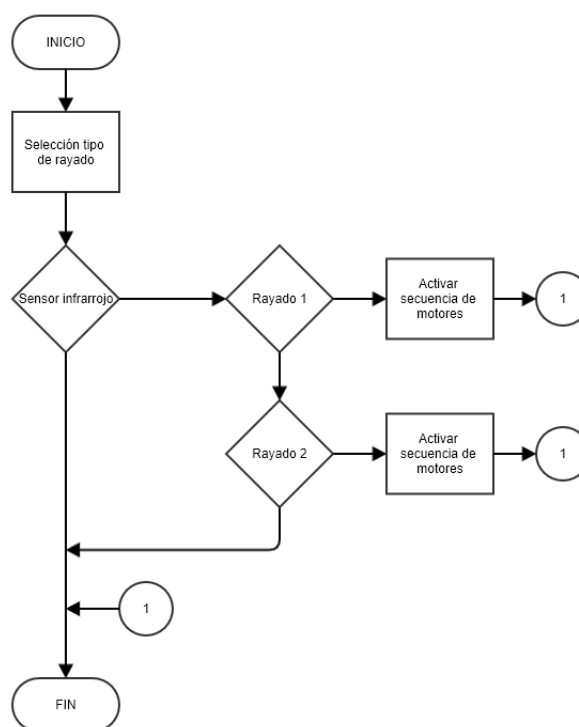 INICIO
Selección tipo
de rayado
Sensor infrarrojo
Rayado 1
Activar
secuencia de
motores
1
Rayado 2
Activar
secuencia de
motores
1
1
FIN